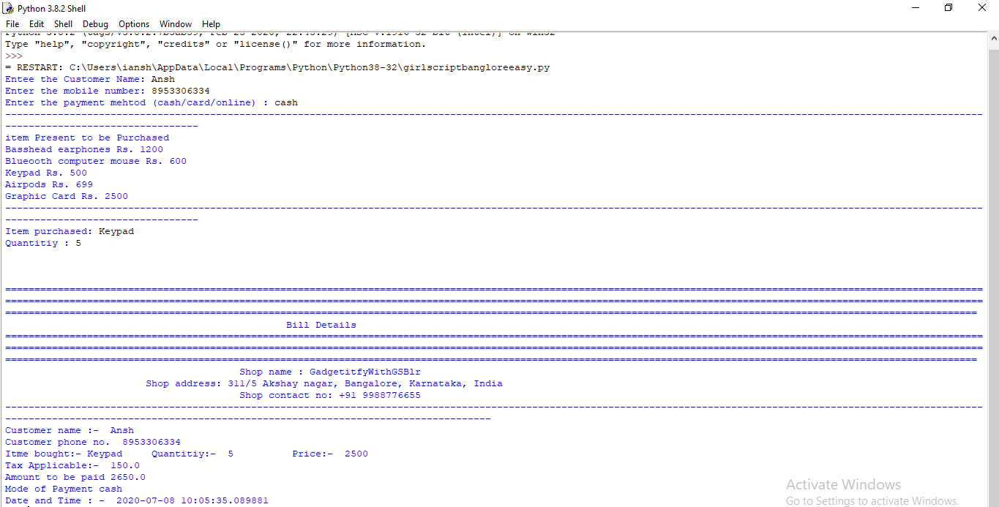 Python 3.8.2 Shell
File Edit Shell Debug Options Window Help
Python 3.8.2 (tags/v3.8.2:7b3ab59, Feb 25 2020, 22:45:29) [MSC v.1916 32 bit (Intel)] on win32
Type "help", "copyright", "credits" or "license()" for more information.
>>>
= RESTART: C:\Users\iansh\AppData\Local\Programs\Python\Python38-32\girlscriptbangloreeasy.py
Entee the Customer Name: Ansh
Enter the mobile number: 8953306334
Enter the payment mehtod (cash/card/online) : cash
item Present to be Purchased
Basshead earphones Rs. 1200
Blueooth computer mouse Rs. 600
Keypad Rs. 500
Airpods Rs. 699
Graphic Card Rs. 2500
Item purchased: Keypad
Quantitiy : 5
Bill Details
Shop name : GadgetitfyWithGSBlr
Shop address: 311/5 Akshay nagar, Bangalore, Karnataka, India
Shop contact no: +91 9988776655
Customer name :- Ansh
Customer phone no. 8953306334
Itme bought:- Keypad Quantitiy:- 5 Price:- 2500
Tax Applicable:- 150.0
Amount to be paid 2650.0
Mode of Payment cash
Date and Time : - 2020-07-08 10:05:35.089881
Activate Windows
Go to Settings to activate Windows.